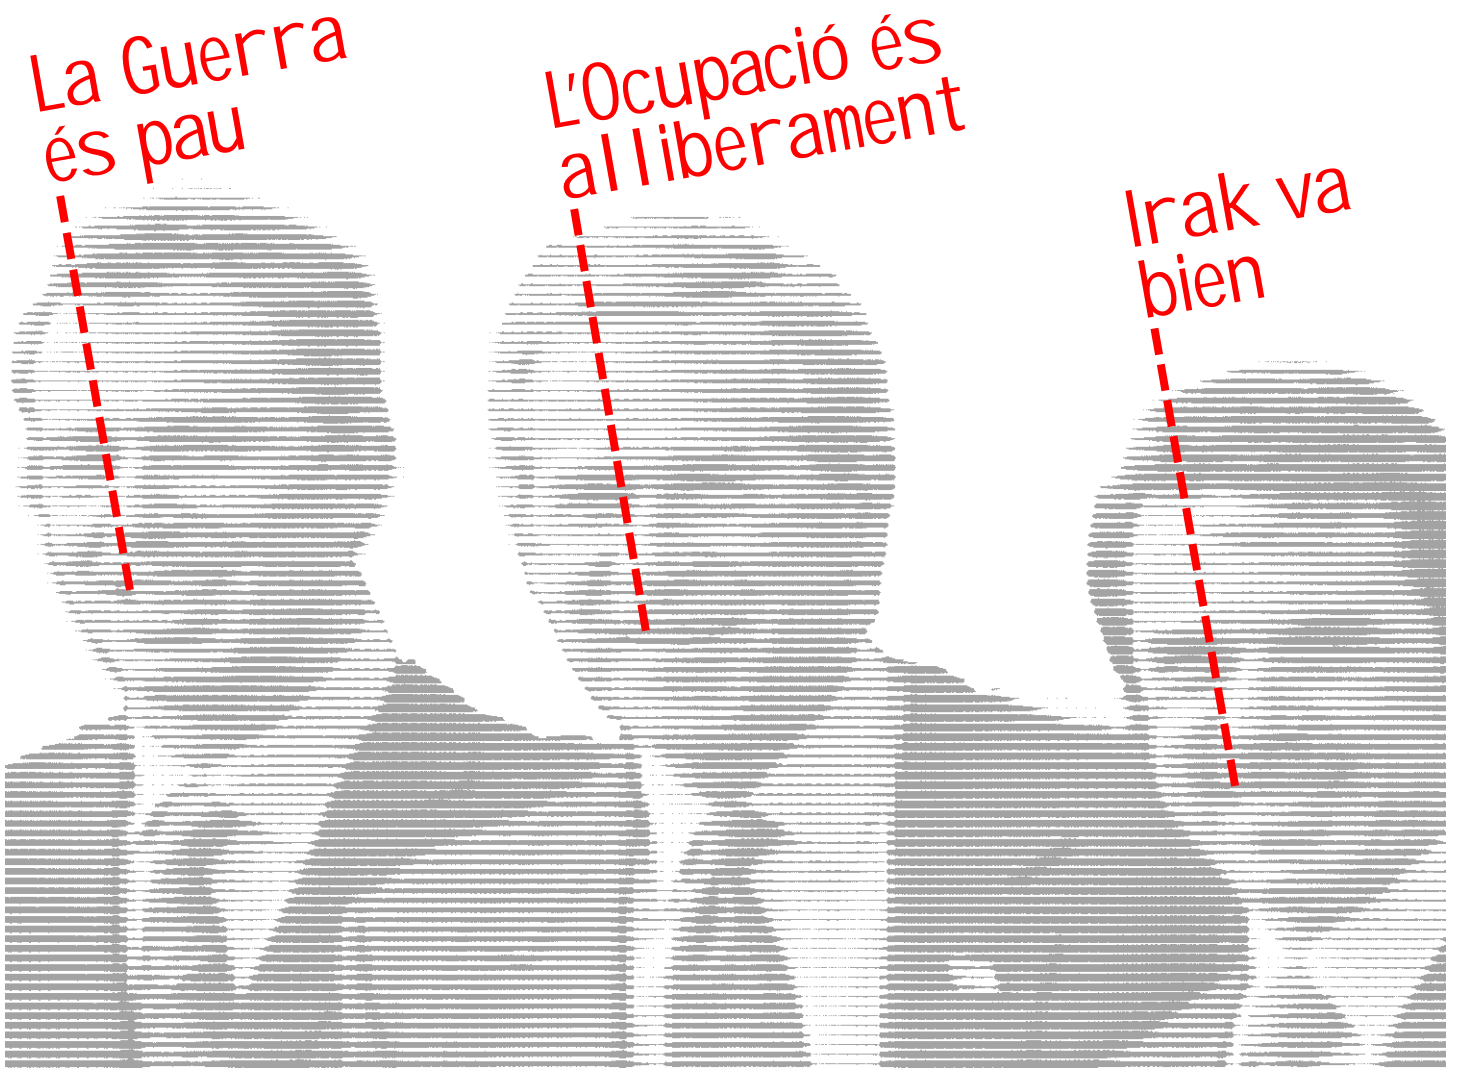 La Guerra
és pau
L'Ocupació és
alliberament
Irak va
bien